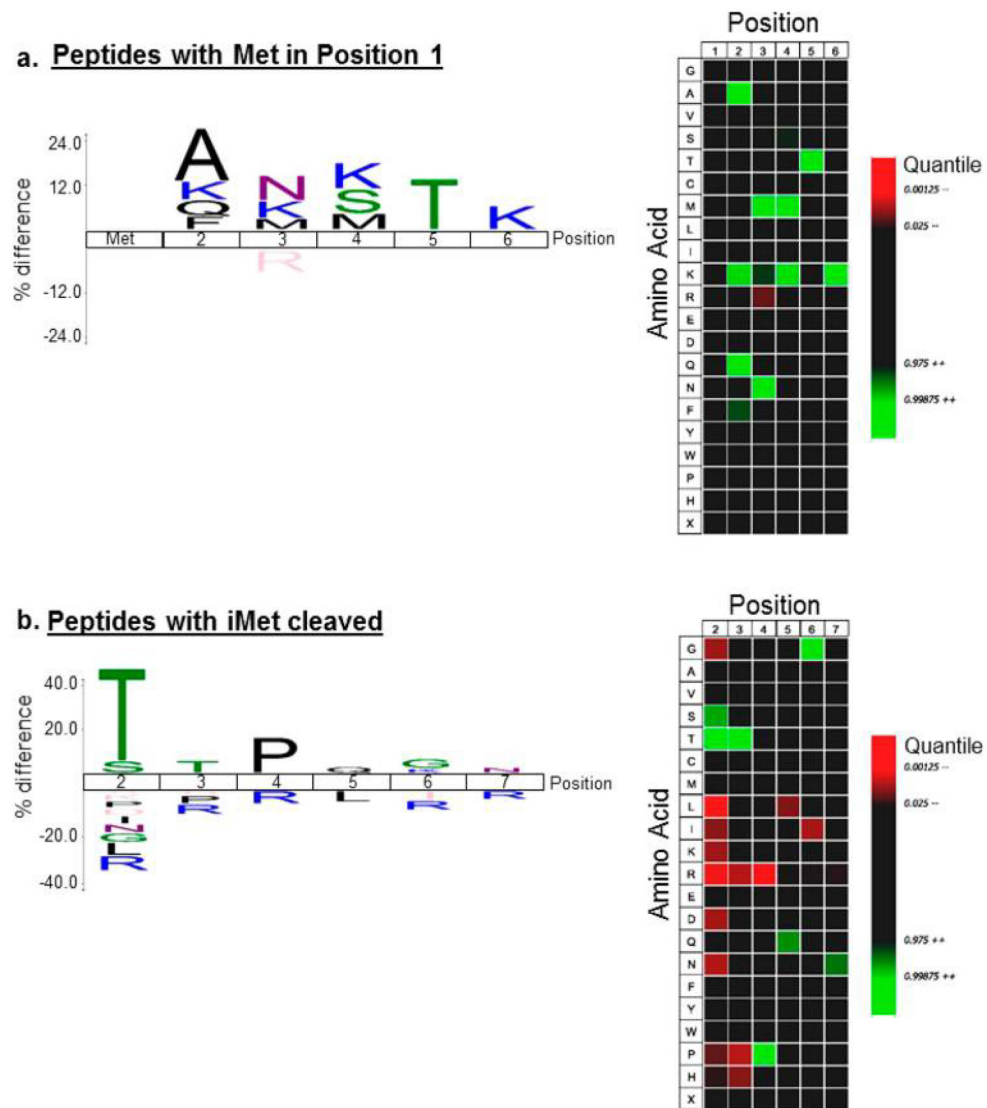 a. Peptides with Met in Position 1
% difference
24.0
12.0
-12.0
-24.0
A
K
Q
F
N
K
M
R
K
S
M
T
K
Met 2 3 4 5 6 Position
Position
1 2 3 4 5 6
Amino Acid
G
A
V
S
T
C
M
L
I
K
R
E
D
Q
N
F
Y
W
P
H
X
Quantile
0.00125 --
0.025 --
0.975 ++
0.99875 ++
b. Peptides with iMet cleaved
% difference
40.0
20.0
-20.0
-40.0
T
S
I
N
G
L
R
T
P
R
P
R
Q
L
G
K
I
R
N
R
2 3 4 5 6 7 Position
Position
2 3 4 5 6 7
Amino Acid
G
A
V
S
T
C
M
L
I
K
R
E
D
Q
N
F
Y
W
P
H
X
Quantile
0.00125 --
0.025 --
0.975 ++
0.99875 ++